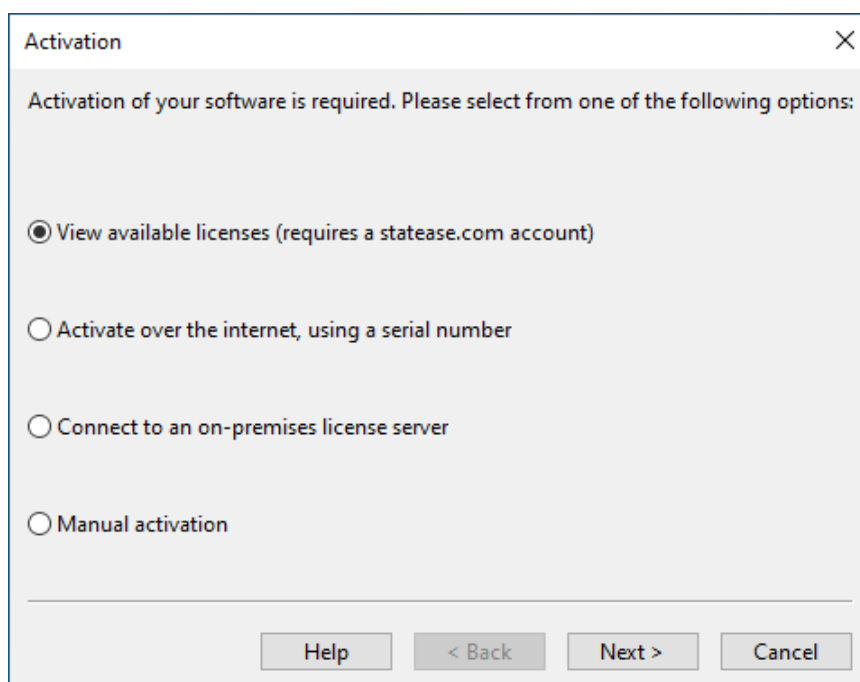 Activation
Activation of your software is required. Please select from one of the following options:
View available licenses (requires a statease.com account)
Activate over the internet, using a serial number
Connect to an on-premises license server
Manual activation
Help < Back Next > Cancel